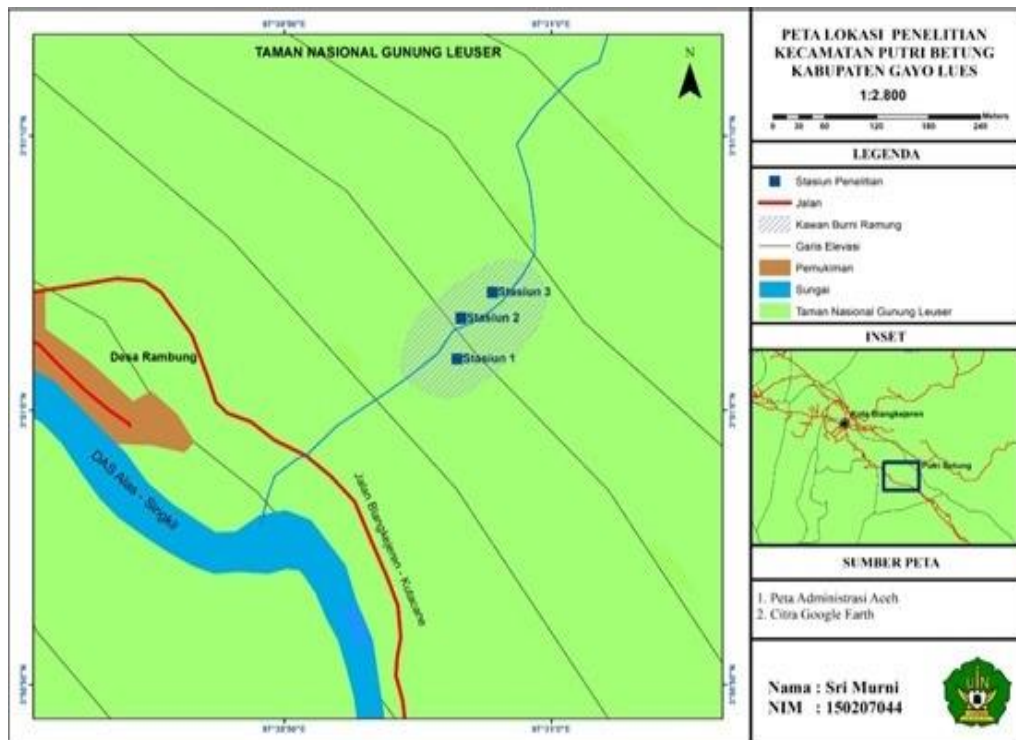 TAMAN NASIONAL GUNUNG LEUSER
N
Stasiun 3
Stasiun 2
Stasiun 1
Desa Rambung
DAS Alas - Singkil
Jalan Blangkejeren - Kutacane
PETA LOKASI PENELITIAN
KECAMATAN PUTRI BETUNG
KABUPATEN GAYO LUES
1:2.800
Meters
0 30 60 120 180 240
LEGENDA
Stasiun Penelitian
Jalan
Kawan Burni Ramung
Garis Elevasi
Pemukiman
Sungai
Taman Nasional Gunung Leuser
INSET
Kota Blangkejeren
Putri Betung
SUMBER PETA
1. Peta Administrasi Aceh
2. Citra Google Earth
Nama : Sri Murni
NIM : 150207044
UIN